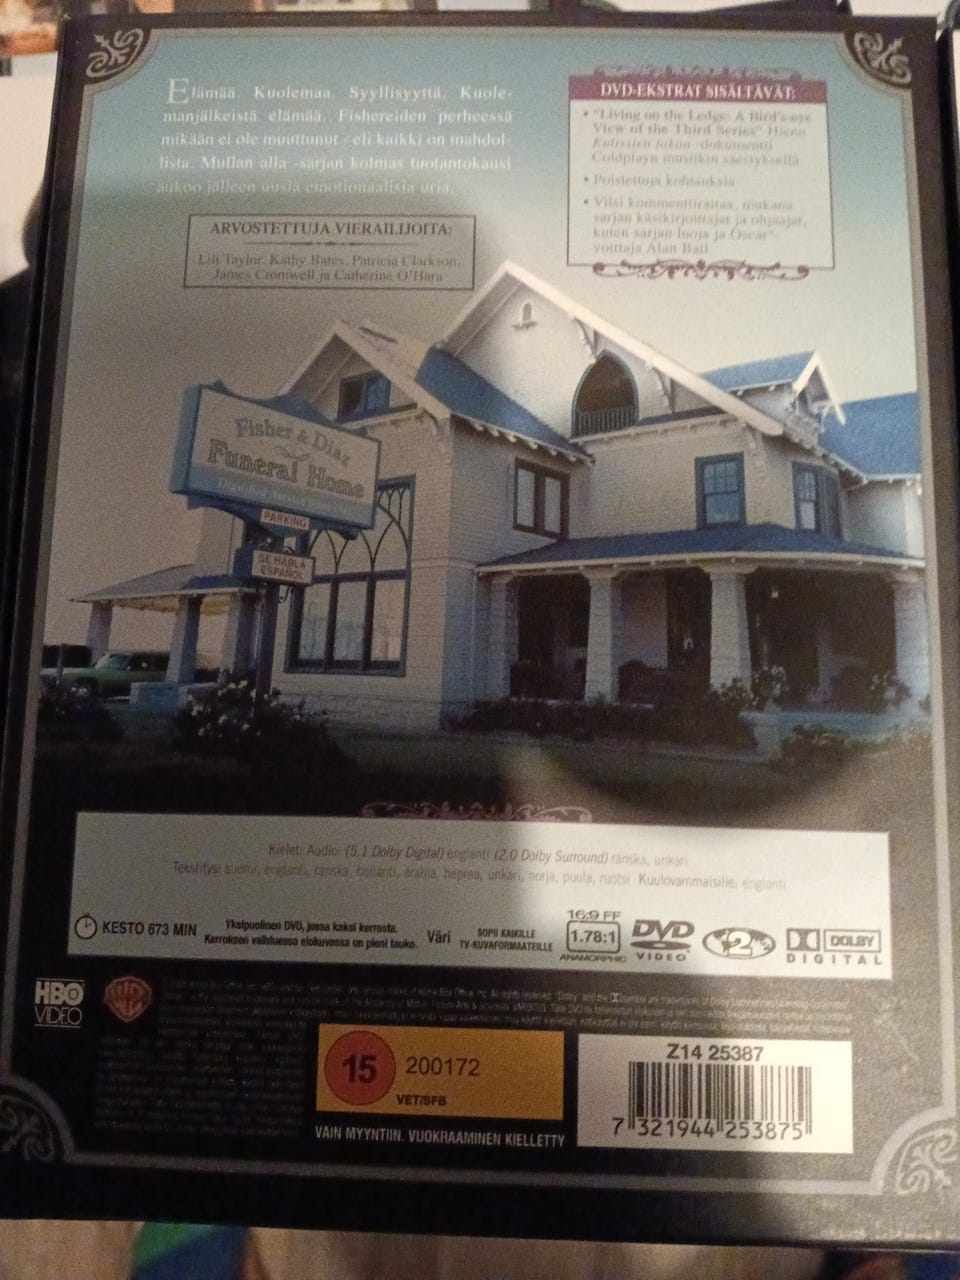 Elämää. Kuolemaa. Syyllisyyttä. Kuole-
manjälkeistä elämää. Fishereiden perheessä
mikään ei ole muuttunut - eli kaikki on mahdol-
lista. Mullan alla -sarjan kolmas tuotantokausi
aukoo jälleen uusia emotionaalisia uria.
ARVOSTETTUJA VIERAILIJOITA:
Lili Taylor, Kathy Bates, Patricia Clarkson,
James Cromwell ja Catherine O'Hara
DVD-EKSTRAT SISÄLTÄVÄT:
• "Living on the Ledge: A Bird's-eye
View of the Third Series" Hieno
Kulissien takaa -dokumentti
Coldplayn musiikin säestyksellä
• Poistettuja kohtauksia
• Viisi kommenttiraitaa, mukana
sarjan käsikirjoittajat ja ohjaajat,
kuten sarjan luoja ja Oscar®-
voittaja Alan Ball
Fisher & Diaz
Funeral Home
PARKING
SE HABLA
ESPAÑOL
Kielet: Audio: (5.1 Dolby Digital) englanti (2.0 Dolby Surround) ranska, unkari
Tekstitys: suomi, englanti, ranska, hollanti, arabia, heprea, unkari, norja, puola, ruotsi Kuulovammaisille: englanti
KESTO 673 MIN
Yksipuolinen DVD, jossa kaksi kerrosta.
Kerroksen vaihtuessa elokuvassa on pieni tauko.
Väri
SOPII KAIKILLE
TV-KUVAFORMAATEILLE
16:9 FF
1.78:1
ANAMORPHIC
DVD
VIDEO
2
DOLBY
DIGITAL
HBO
VIDEO
WB
15
200172
VET/SFB
VAIN MYYNTIIN. VUOKRAAMINEN KIELLETTY
Z14 25387
7 321944 253875